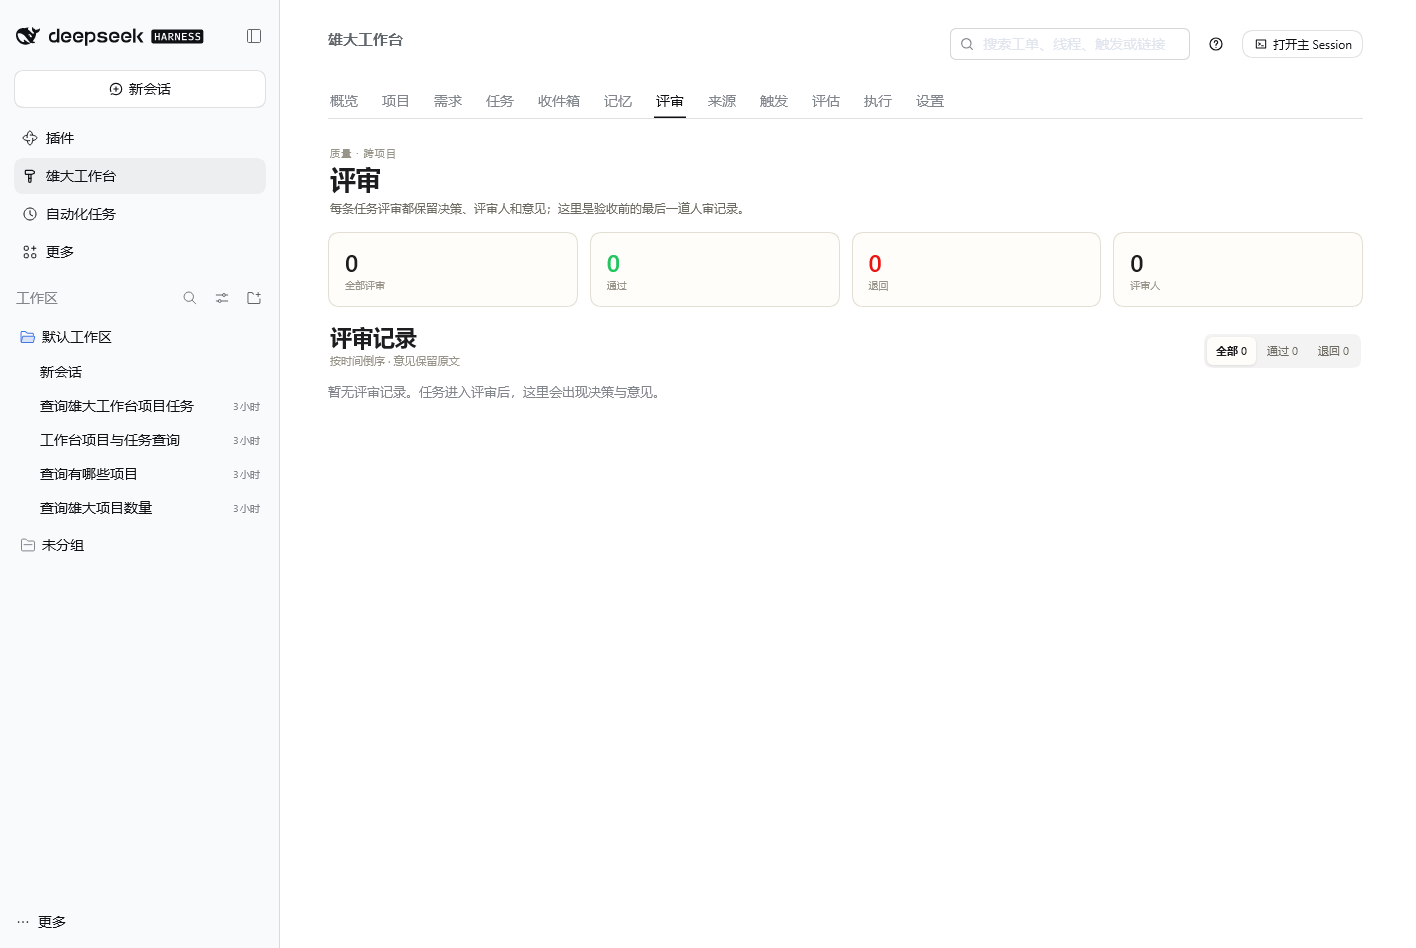 deepseek HARNESS
新会话
插件
雄大工作台
自动化任务
更多
工作区
默认工作区
新会话
查询雄大工作台项目任务 3 小时
工作台项目与任务查询 3 小时
查询有哪些项目 3 小时
查询雄大项目数量 3 小时
未分组
更多
雄大工作台
搜索工单、线程、触发或链接
打开主 Session
概览 项目 需求 任务 收件箱 记忆 评审 来源 触发 评估 执行 设置
质量 · 跨项目
评审
每条任务评审都保留决策、评审人和意见；这里是验收前的最后一道人审记录。
0 0 0 0
全部评审 通过 退回 评审人
评审记录
按时间倒序 · 意见保留原文
全部 0 通过 0 退回 0
暂无评审记录。任务进入评审后，这里会出现决策与意见。